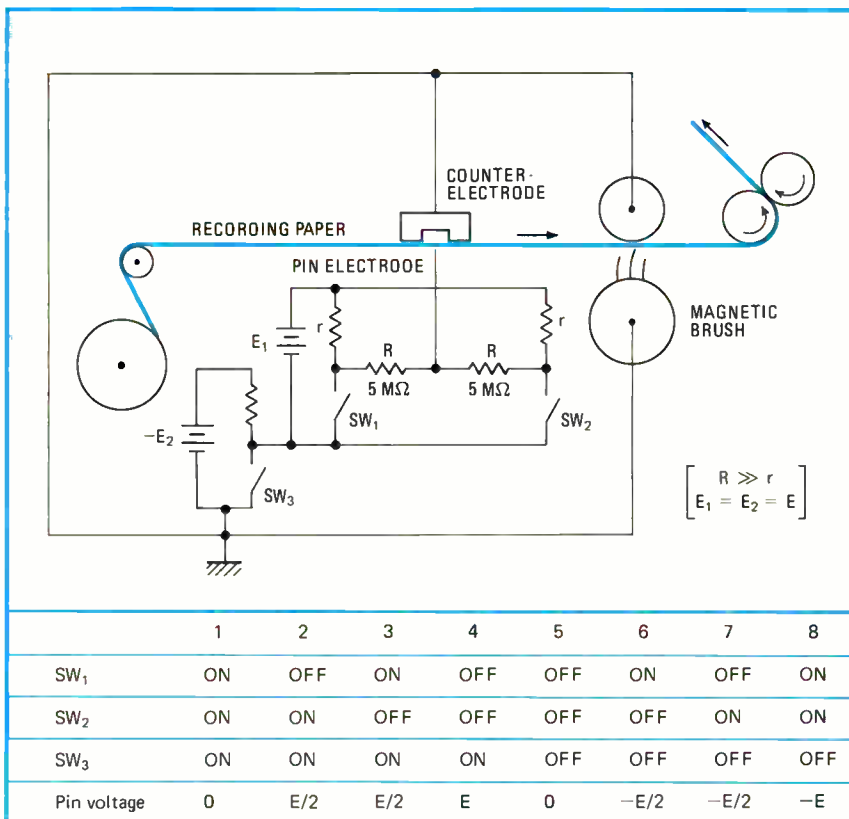 COUNTER-
ELECTRODE
RECORDING PAPER
PIN ELECTRODE
MAGNETIC
BRUSH
E₁
r
r
R
R
5 MΩ
5 MΩ
SW₁
SW₂
−E₂
SW₃
R ≫ r
E₁ = E₂ = E
1 2 3 4 5 6 7 8
SW₁ ON OFF ON OFF OFF ON OFF ON
SW₂ ON ON OFF OFF OFF OFF ON ON
SW₃ ON ON ON ON OFF OFF OFF OFF
Pin voltage 0 E/2 E/2 E 0 −E/2 −E/2 −E